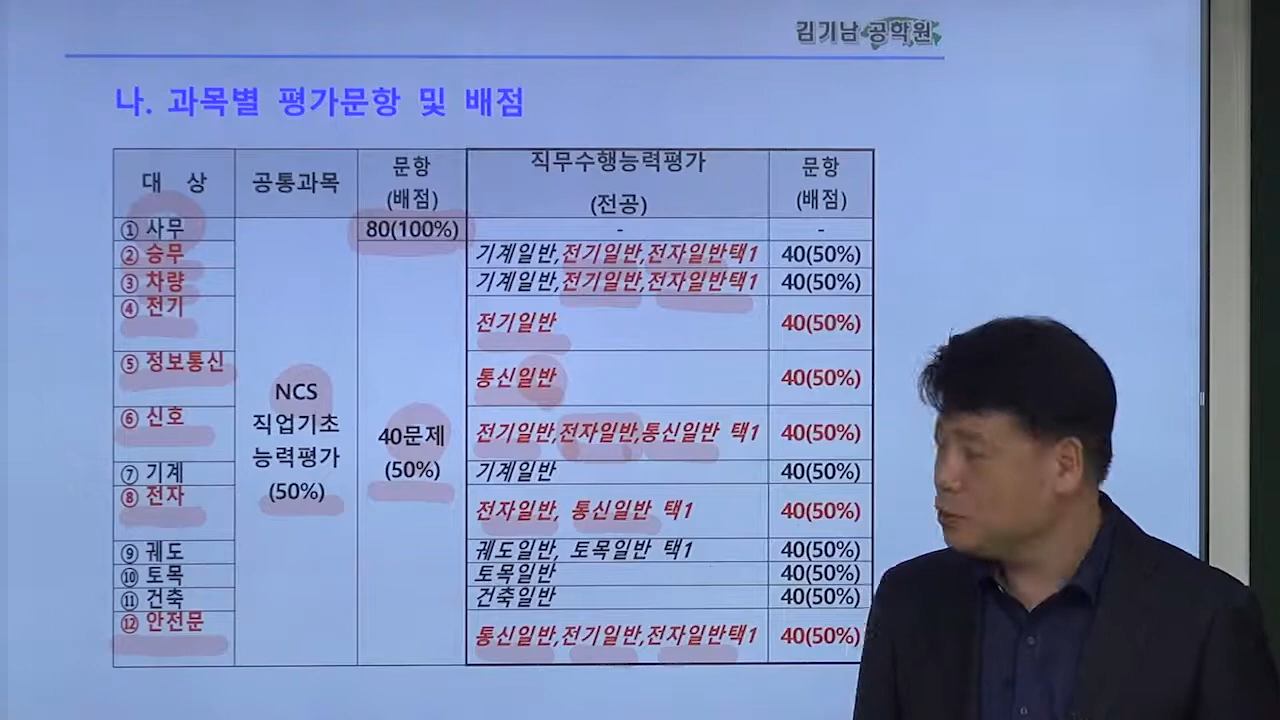 김기남 공학원
나. 과목별 평가문항 및 배점
대 상 공통과목 문항 (배점) 직무수행능력평가 (전공) 문항 (배점)
① 사무 80(100%) - -
② 승무 기계일반,전기일반,전자일반택1 40(50%)
③ 차량 기계일반,전기일반,전자일반택1 40(50%)
④ 전기 전기일반 40(50%)
⑤ 정보통신 통신일반 40(50%)
NCS
직업기초
능력평가
(50%)
40문제
(50%)
⑥ 신호 전기일반,전자일반,통신일반 택1 40(50%)
⑦ 기계 기계일반 40(50%)
⑧ 전자 전자일반, 통신일반 택1 40(50%)
⑨ 궤도 궤도일반, 토목일반 택1 40(50%)
⑩ 토목 토목일반 40(50%)
⑪ 건축 건축일반 40(50%)
⑫ 안전문 통신일반,전기일반,전자일반택1 40(50%)